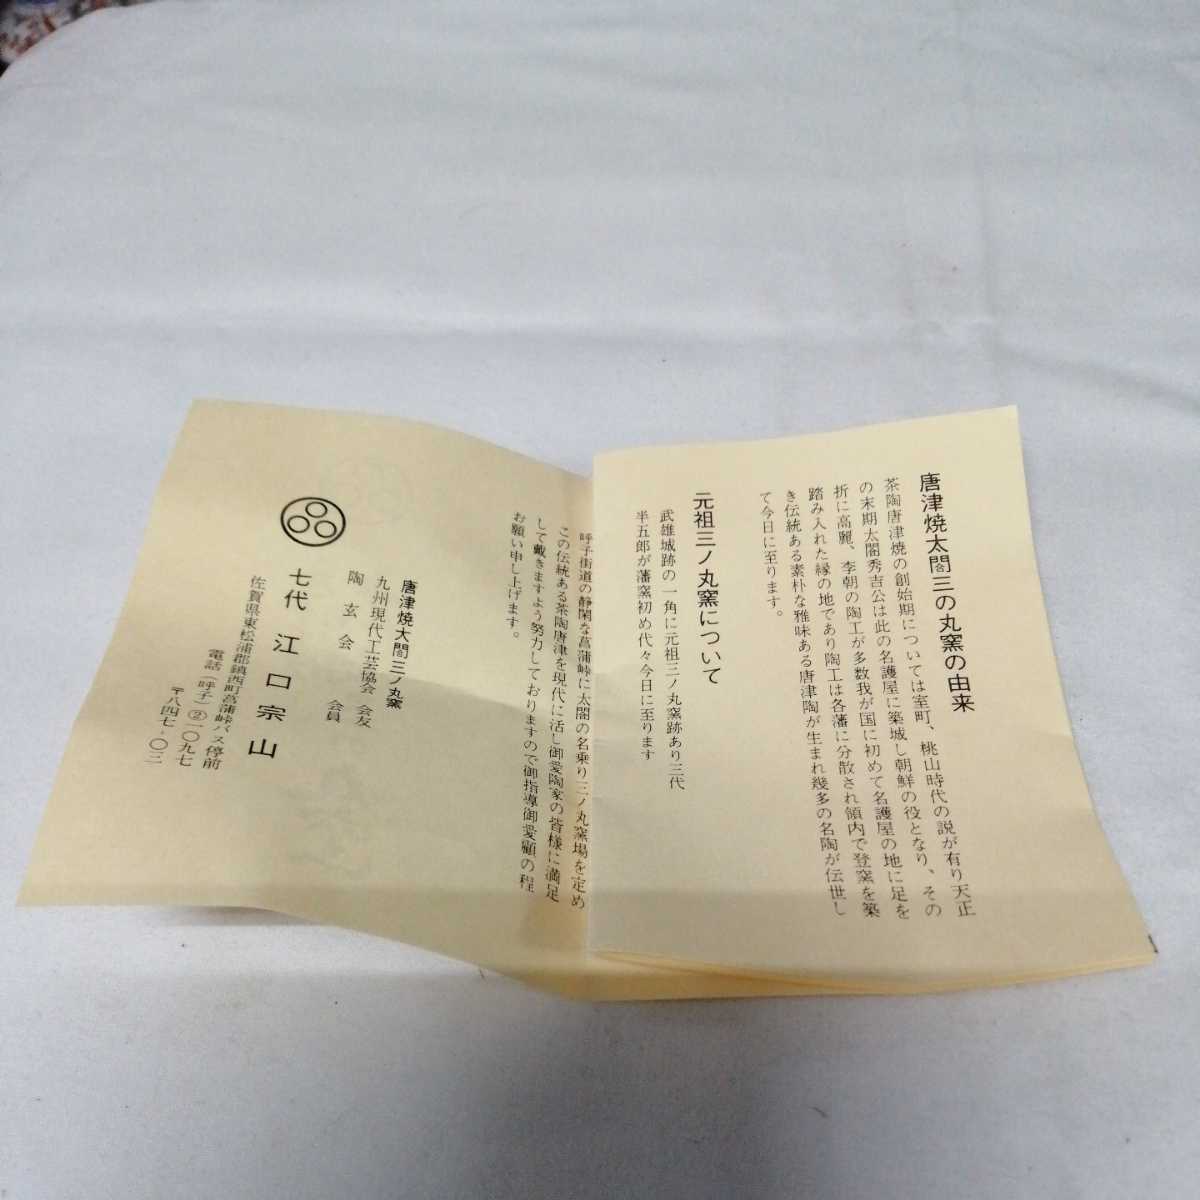 唐津焼太閤三の丸窯の由来
茶陶唐津焼の創始期については室町、桃山時代の説が有り天正
の末期太閤秀吉公は此の名護屋に築城し朝鮮の役となり、その
折に高麗、李朝の陶工が多数我が国に初めて名護屋の地に足を
踏み入れた縁の地であり陶工は各藩に分散され領内で登窯を築
き伝統ある素朴な雅味ある唐津陶が生まれ幾多の名陶が伝世し
て今日に至ります。
元祖三ノ丸窯について
武雄城跡の一角に元祖三ノ丸窯跡あり三代
半五郎が藩窯初め代々今日に至ります
呼子街道の静閑な菖蒲峠に太閤の名乗り三ノ丸窯場を定め
この伝統ある茶陶唐津を現代に活し御愛陶家の皆様に満足
して戴きますよう努力しておりますので御指導御愛顧の程
お願い申し上げます。
唐津焼太閤三ノ丸窯
九州現代工芸協会 会友
陶玄会 会員
七代 江口宗山
佐賀県東松浦郡鎮西町菖蒲峠バス停前
電話(呼子)②一〇九七
〒八四七-〇三